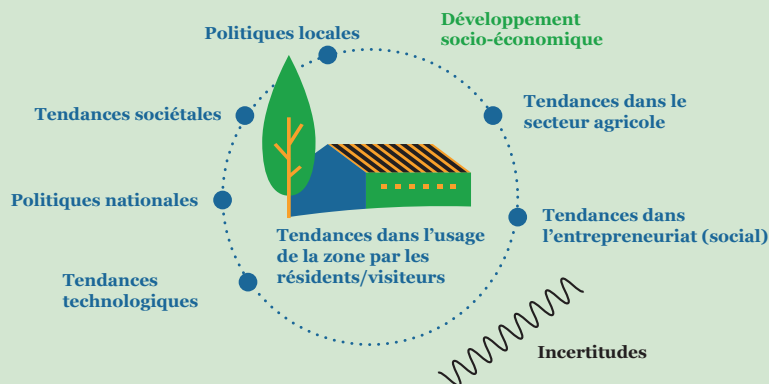 Développement
socio-économique
Politiques locales
Tendances sociétales
Tendances dans le
secteur agricole
Politiques nationales
Tendances dans
l’entrepreneuriat (social)
Tendances dans l’usage
de la zone par les
résidents/visiteurs
Tendances
technologiques
Incertitudes